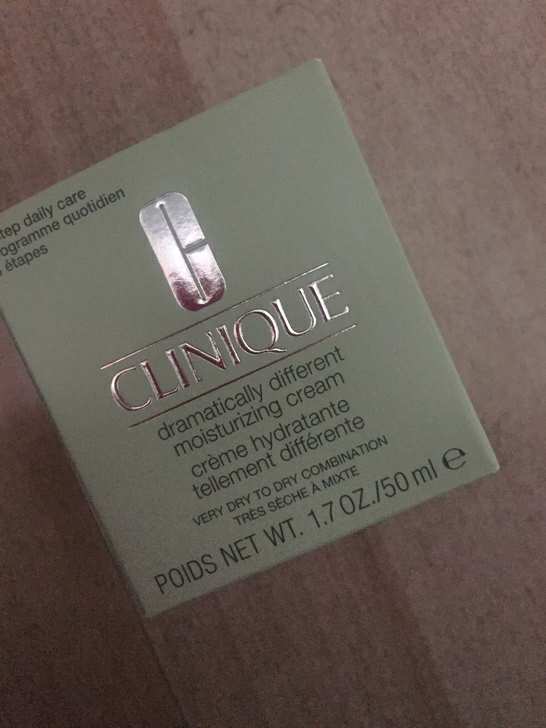 tep daily care
ogramme quotidien
étapes
CLINIQUE
dramatically different
moisturizing cream
crème hydratante
tellement différente
VERY DRY TO DRY COMBINATION
TRÈS SÈCHE À MIXTE
POIDS NET WT. 1.7 OZ./50 ml ℮